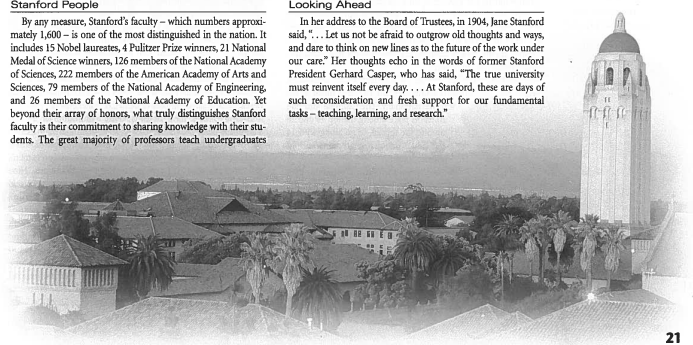 Stanford People
By any measure, Stanford's faculty – which numbers approxi-
mately 1,600 – is one of the most distinguished in the nation. It
includes 15 Nobel laureates, 4 Pulitzer Prize winners, 21 National
Medal of Science winners, 126 members of the National Academy
of Sciences, 222 members of the American Academy of Arts and
Sciences, 79 members of the National Academy of Engineering,
and 26 members of the National Academy of Education. Yet
beyond their array of honors, what truly distinguishes Stanford
faculty is their commitment to sharing knowledge with their stu-
dents. The great majority of professors teach undergraduates
Looking Ahead
In her address to the Board of Trustees, in 1904, Jane Stanford
said, “. . . Let us not be afraid to outgrow old thoughts and ways,
and dare to think on new lines as to the future of the work under
our care.” Her thoughts echo in the words of former Stanford
President Gerhard Casper, who has said, “The true university
must reinvent itself every day. . . . At Stanford, these are days of
such reconsideration and fresh support for our fundamental
tasks – teaching, learning, and research.”
21